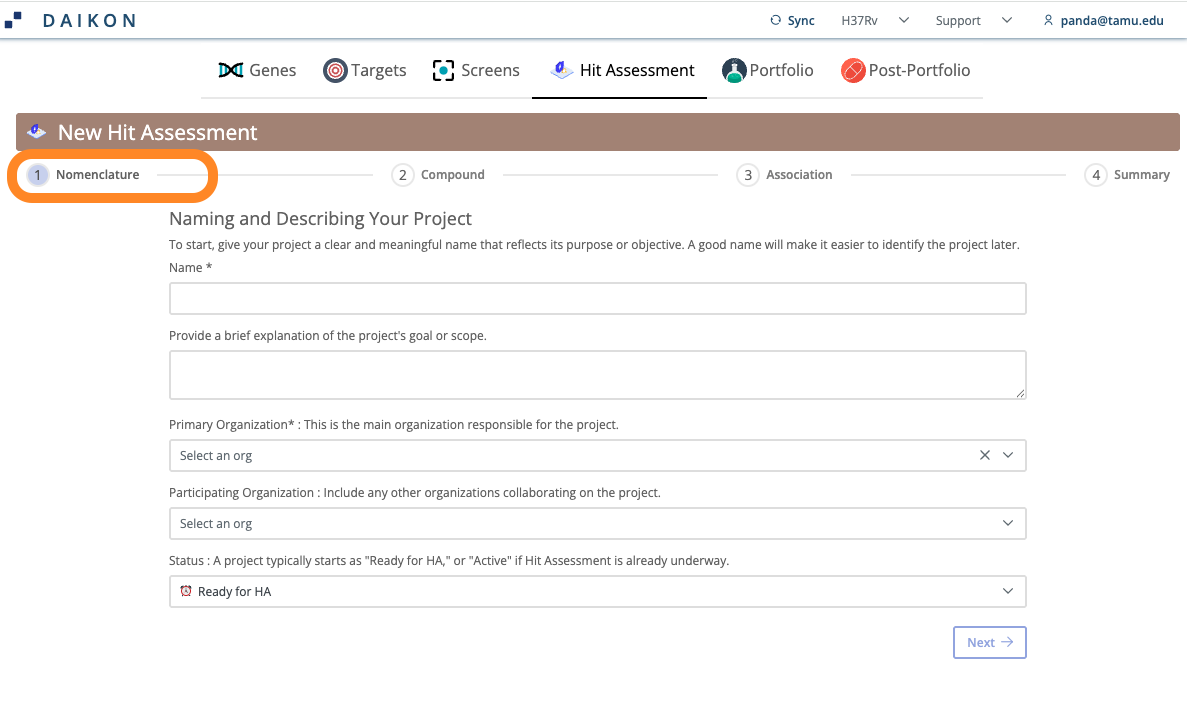 DAIKON Sync H37Rv Support panda@tamu.edu
Genes Targets Screens Hit Assessment Portfolio Post-Portfolio
New Hit Assessment
1 Nomenclature 2 Compound 3 Association 4 Summary
Naming and Describing Your Project
To start, give your project a clear and meaningful name that reflects its purpose or objective. A good name will make it easier to identify the project later.
Name *
Provide a brief explanation of the project's goal or scope.
Primary Organization* : This is the main organization responsible for the project.
Select an org
Participating Organization : Include any other organizations collaborating on the project.
Select an org
Status : A project typically starts as "Ready for HA," or "Active" if Hit Assessment is already underway.
Ready for HA
Next